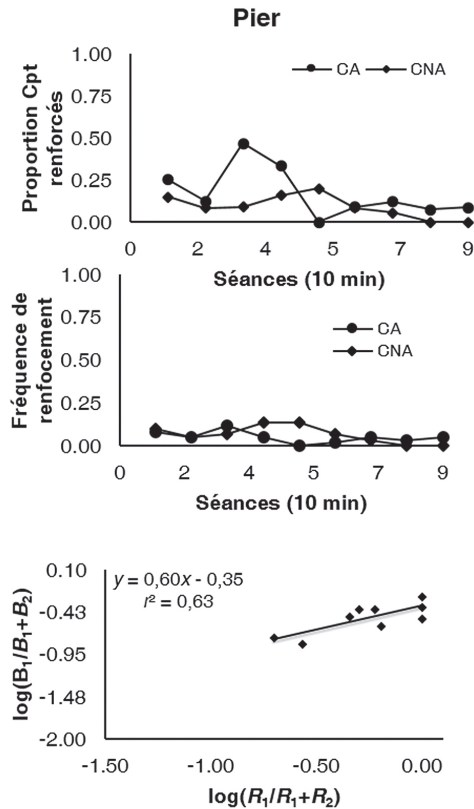 Pier
Proportion Cpt
renforcés
1.00
0.75
0.50
0.25
0.00
CA
CNA
0
2
4
5
7
9
Séances (10 min)
Fréquence de
renfocement
1.00
0.75
0.50
0.25
0.00
CA
CNA
0
2
4
5
7
9
Séances (10 min)
log(B₁/B₁+B₂)
0.10
-0.43
-0.95
-1.48
-2.00
y = 0,60x - 0,35
r² = 0,63
-1.50
-1.00
-0.50
0.00
log(R₁/R₁+R₂)